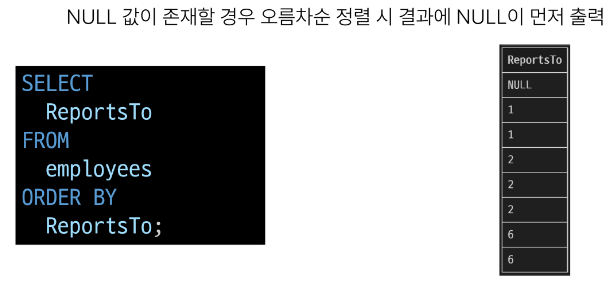 NULL 값이 존재할 경우 오름차순 정렬 시 결과에 NULL이 먼저 출력
SELECT
ReportsTo
FROM
employees
ORDER BY
ReportsTo;
ReportsTo
NULL
1
1
2
2
2
6
6